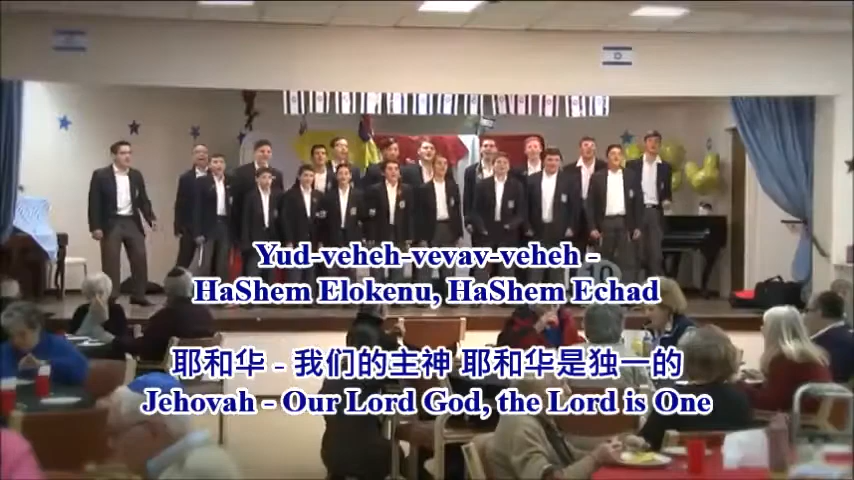 Yud-veheh-vevav-veheh -
HaShem Elokenu, HaShem Echad
耶和华 - 我们的主神 耶和华是独一的
Jehovah - Our Lord God, the Lord is One